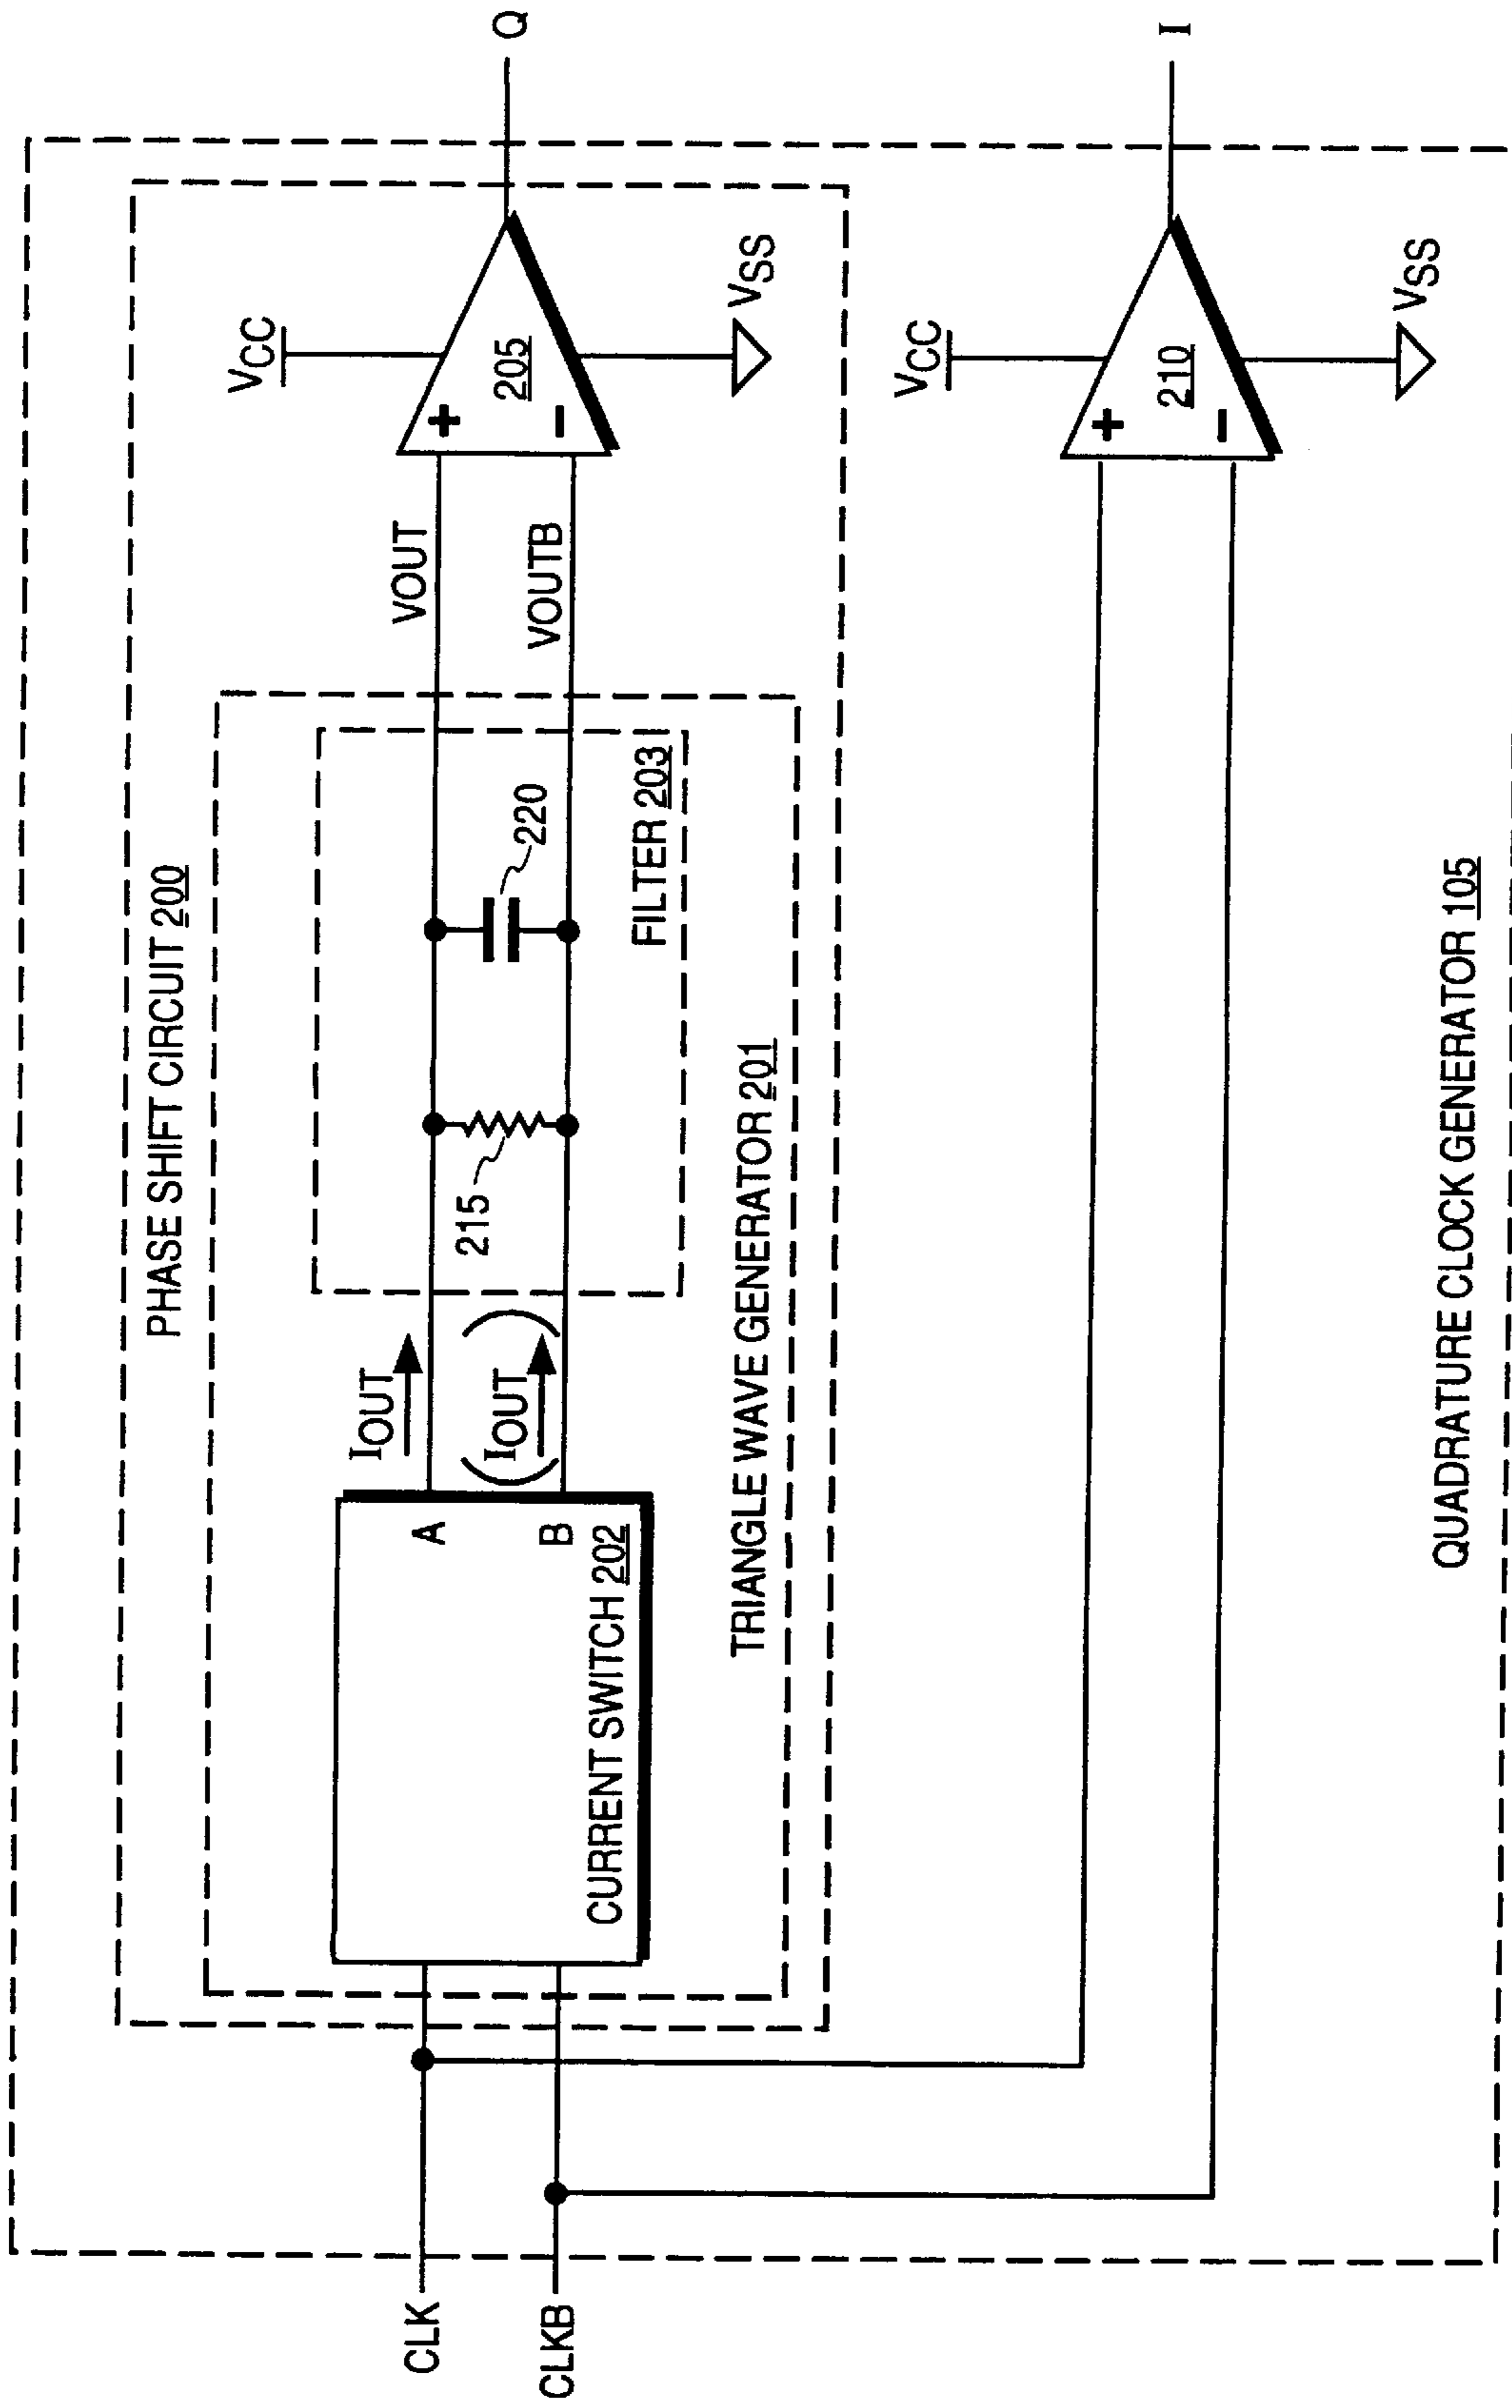 QUADRATURE CLOCK GENERATOR 105
PHASE SHIFT CIRCUIT 200
TRIANGLE WAVE GENERATOR 201
CLK
CLKB
CURRENT SWITCH 202
A
B
IOUT
(IOUT)
FILTER 203
215
220
VOUT
VOUTB
VCC
+
-
205
VSS
Q
VCC
+
-
210
VSS
I